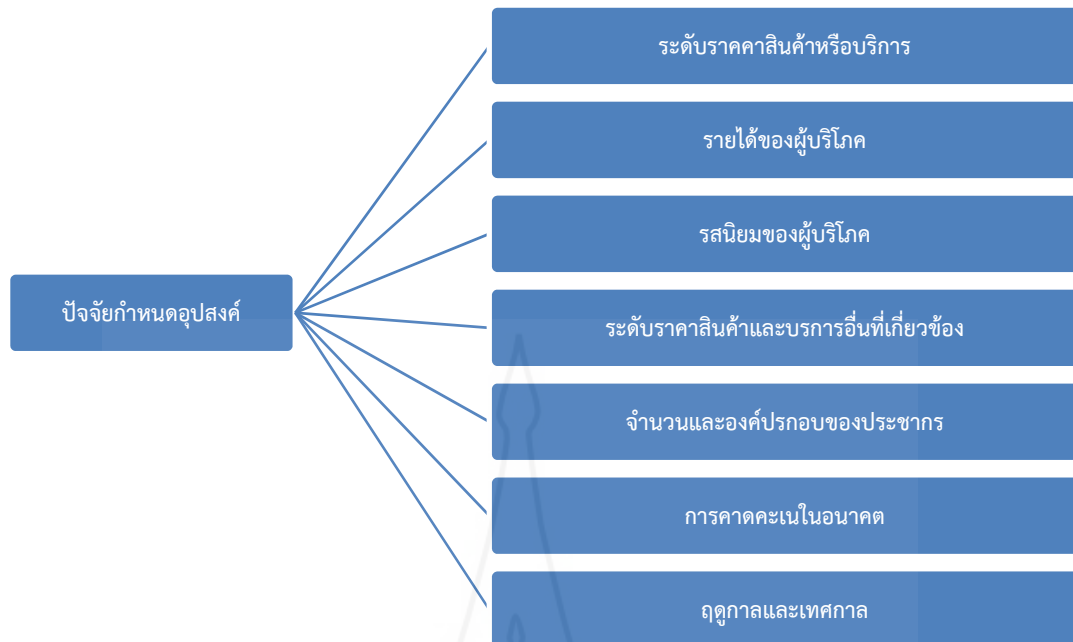 ระดับราคคาสินค้าหรือบริการ
รายได้ของผู้บริโภค
รสนิยมของผู้บริโภค
ปัจจัยกำหนดอุปสงค์
ระดับราคาสินค้าและบรการอื่นที่เกี่ยวข้อง
จำนวนและองค์ปรกอบของประชากร
การคาดคะเนในอนาคต
ฤดูกาลและเทศกาล